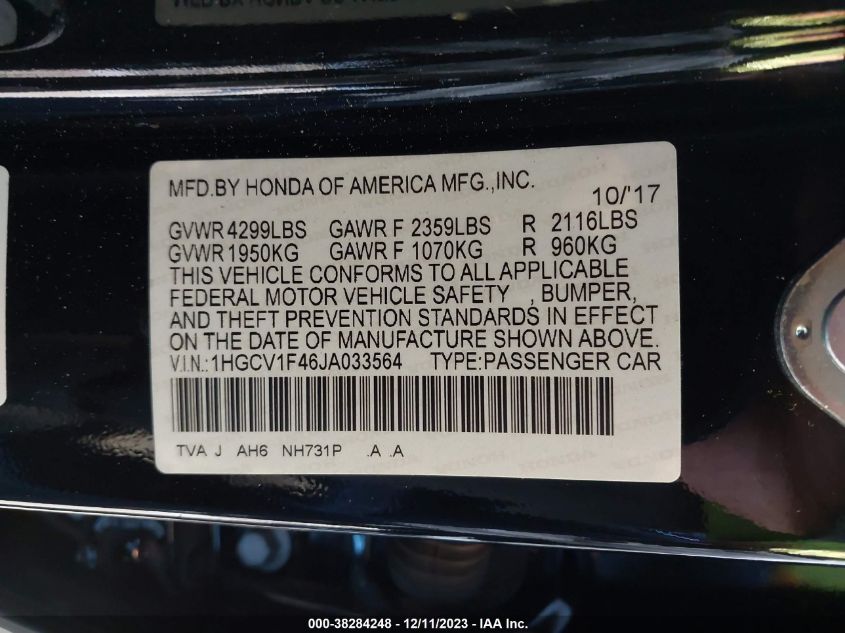 MFD.BY HONDA OF AMERICA MFG.,INC.
10/'17
GVWR 4299LBS GAWR F 2359LBS R 2116LBS
GVWR 1950KG GAWR F 1070KG R 960KG
THIS VEHICLE CONFORMS TO ALL APPLICABLE
FEDERAL MOTOR VEHICLE SAFETY , BUMPER,
AND THEFT PREVENTION STANDARDS IN EFFECT
ON THE DATE OF MANUFACTURE SHOWN ABOVE.
V.I.N.:1HGCV1F46JA033564 TYPE:PASSENGER CAR
TVA J AH6 NH731P .A .A
000-38284248 - 12/11/2023 - IAA Inc.